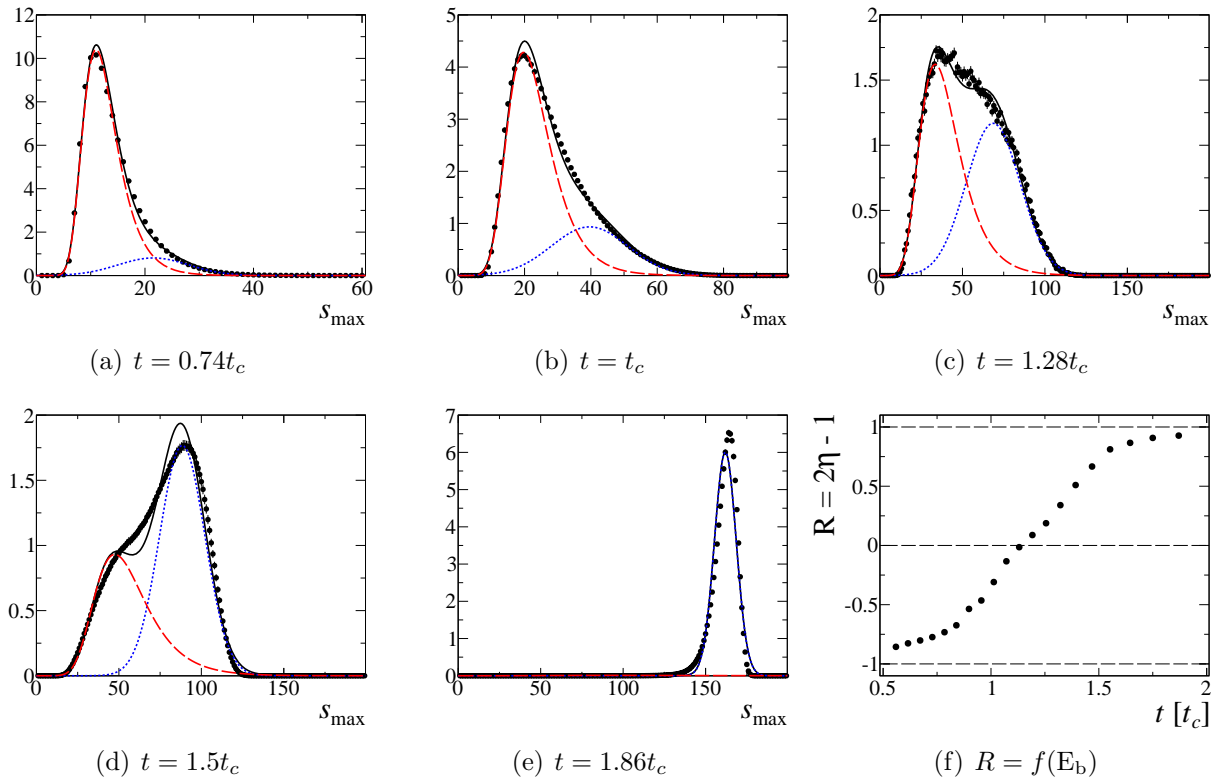 12
10
8
6
4
2
0
0 20 40 60
s_max
(a) t = 0.74t_c
5
4
3
2
1
0
0 20 40 60 80
s_max
(b) t = t_c
2
1.5
1
0.5
0
0 50 100 150
s_max
(c) t = 1.28t_c
2
1.5
1
0.5
0
0 50 100 150
s_max
(d) t = 1.5t_c
7
6
5
4
3
2
1
0
0 50 100 150
s_max
(e) t = 1.86t_c
R = 2η - 1
1
0.5
0
-0.5
-1
0.5 1 1.5 2
t [t_c]
(f) R = f(E_b)